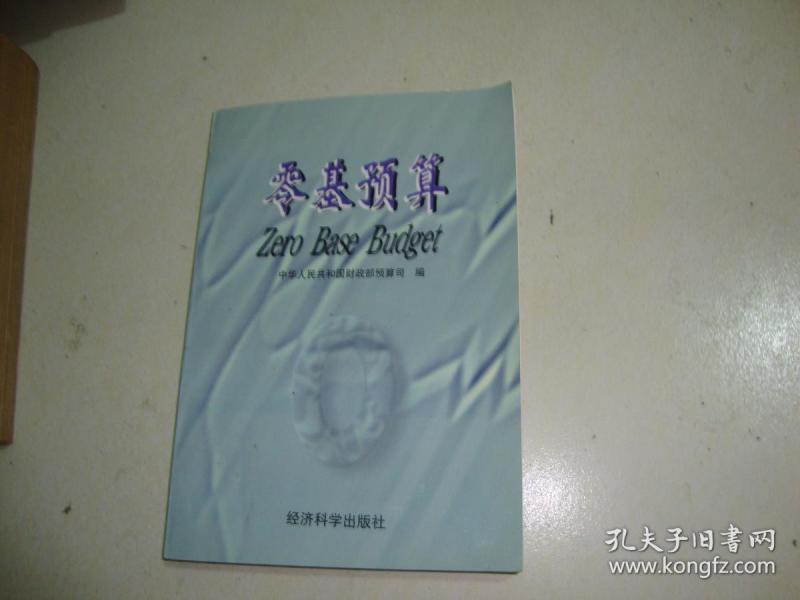 零基预算
Zero Base Budget
中华人民共和国财政部预算司 编
经济科学出版社
孔夫子旧书网
www.kongfz.com